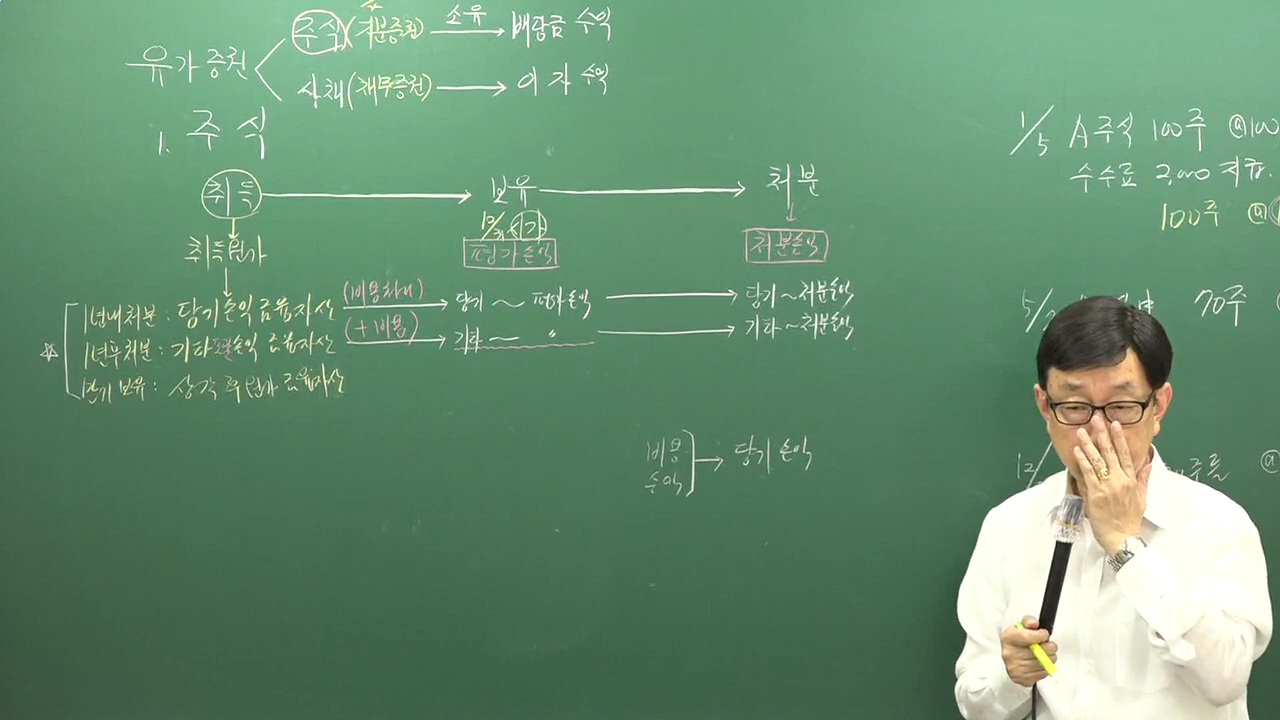 유가증권
주식(지분증권) 소유 → 배당금 수익
사채(채무증권) → 이자 수익
1. 주식
취득 → 보유 → 처분
12/31 (시가)
취득원가
평가손익
처분손익
1년내처분 : 당기손익 금융자산 (비용처리) → 당기 ~ 평가손익 → 당기~처분손익
1년후처분 : 기타포괄손익 금융자산 (+비용) → 기타 ~ 〃 → 기타~처분손익
만기 보유 : 상각 후 원가 금융자산
비용
수익
→ 당기 손익
1/5 A주식 100주 @100
수수료 2,000 지급.
100주 @
5/
70주
12/
주를 @